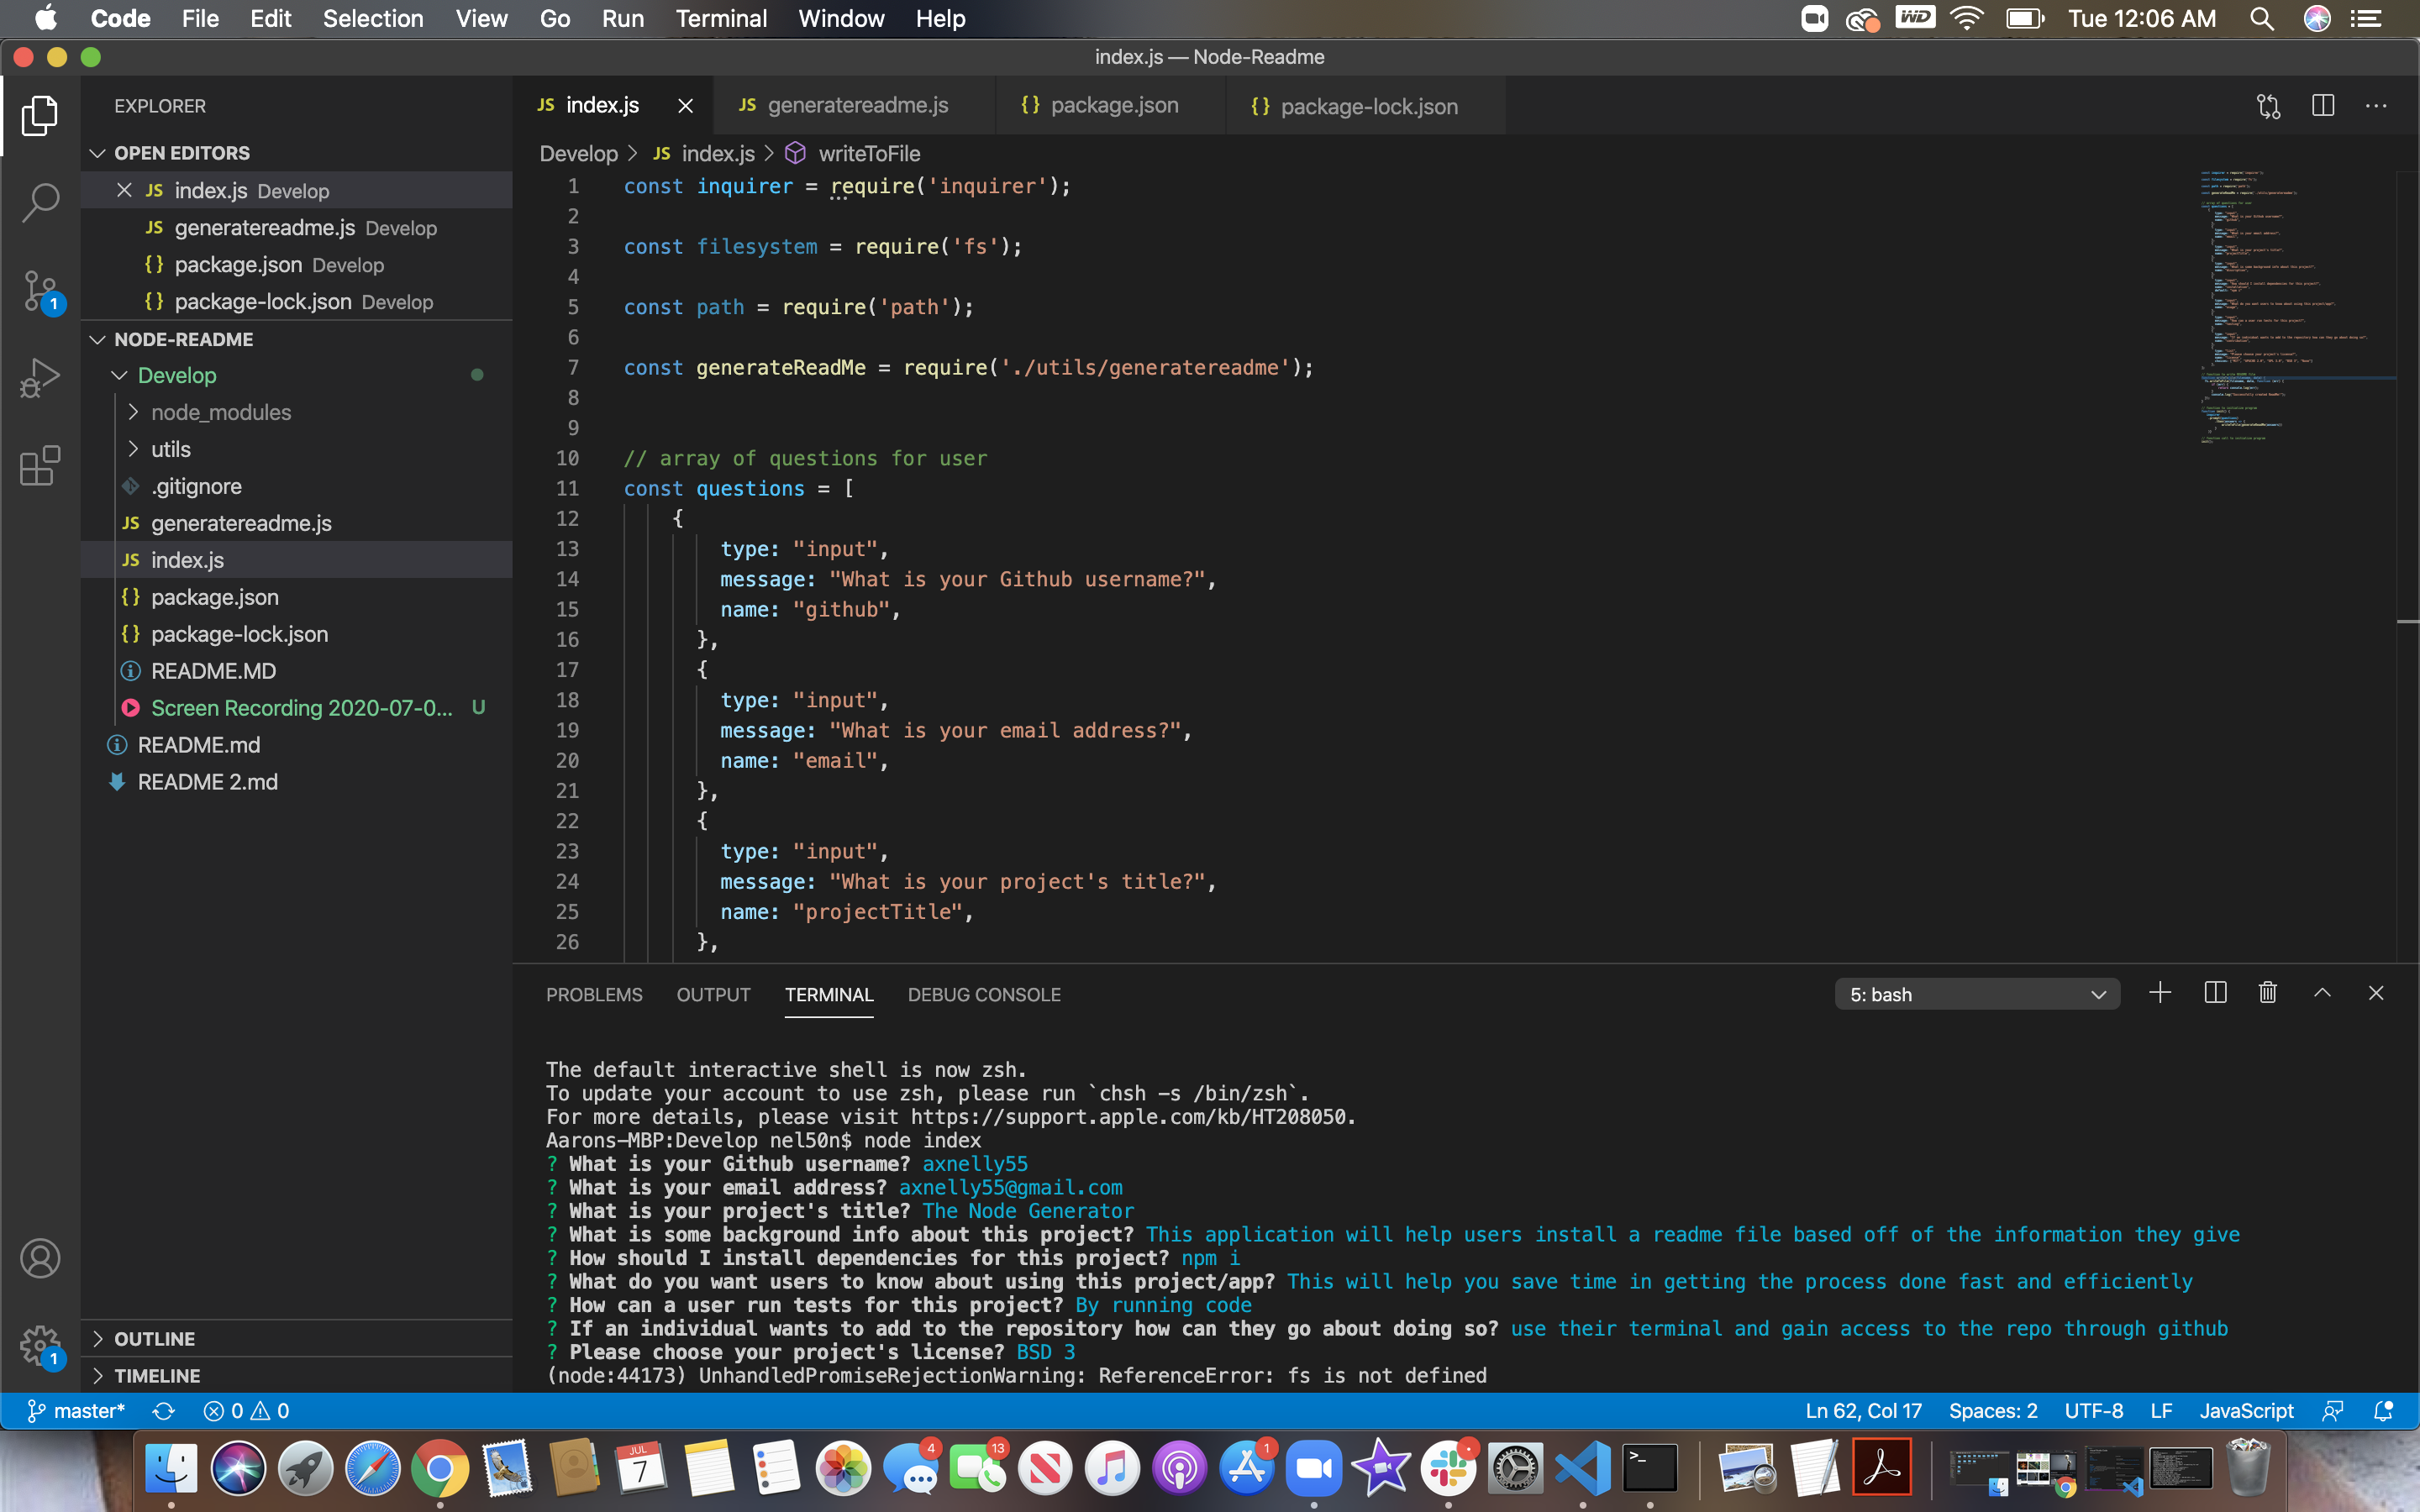 Code File Edit Selection View Go Run Terminal Window Help WD Tue 12:06 AM
index.js — Node-Readme
EXPLORER
OPEN EDITORS
JS index.js Develop
JS generatereadme.js Develop
{} package.json Develop
{} package-lock.json Develop
NODE-README
Develop
node_modules
utils
.gitignore
JS generatereadme.js
JS index.js
{} package.json
{} package-lock.json
README.MD
Screen Recording 2020-07-0... U
README.md
README 2.md
OUTLINE
TIMELINE
1
1
JS index.js JS generatereadme.js {} package.json {} package-lock.json
Develop > JS index.js > writeToFile
1 const inquirer = require('inquirer');
2
3 const filesystem = require('fs');
4
5 const path = require('path');
6
7 const generateReadMe = require('./utils/generatereadme');
8
9
10 // array of questions for user
11 const questions = [
12 {
13 type: "input",
14 message: "What is your Github username?",
15 name: "github",
16 },
17 {
18 type: "input",
19 message: "What is your email address?",
20 name: "email",
21 },
22 {
23 type: "input",
24 message: "What is your project's title?",
25 name: "projectTitle",
26 },
PROBLEMS OUTPUT TERMINAL DEBUG CONSOLE 5: bash
The default interactive shell is now zsh.
To update your account to use zsh, please run `chsh -s /bin/zsh`.
For more details, please visit https://support.apple.com/kb/HT208050.
Aarons-MBP:Develop nel50n$ node index
? What is your Github username? axnelly55
? What is your email address? axnelly55@gmail.com
? What is your project's title? The Node Generator
? What is some background info about this project? This application will help users install a readme file based off of the information they give
? How should I install dependencies for this project? npm i
? What do you want users to know about using this project/app? This will help you save time in getting the process done fast and efficiently
? How can a user run tests for this project? By running code
? If an individual wants to add to the repository how can they go about doing so? use their terminal and gain access to the repo through github
? Please choose your project's license? BSD 3
(node:44173) UnhandledPromiseRejectionWarning: ReferenceError: fs is not defined
master* 0 0 Ln 62, Col 17 Spaces: 2 UTF-8 LF JavaScript
JUL
7
4
13
1